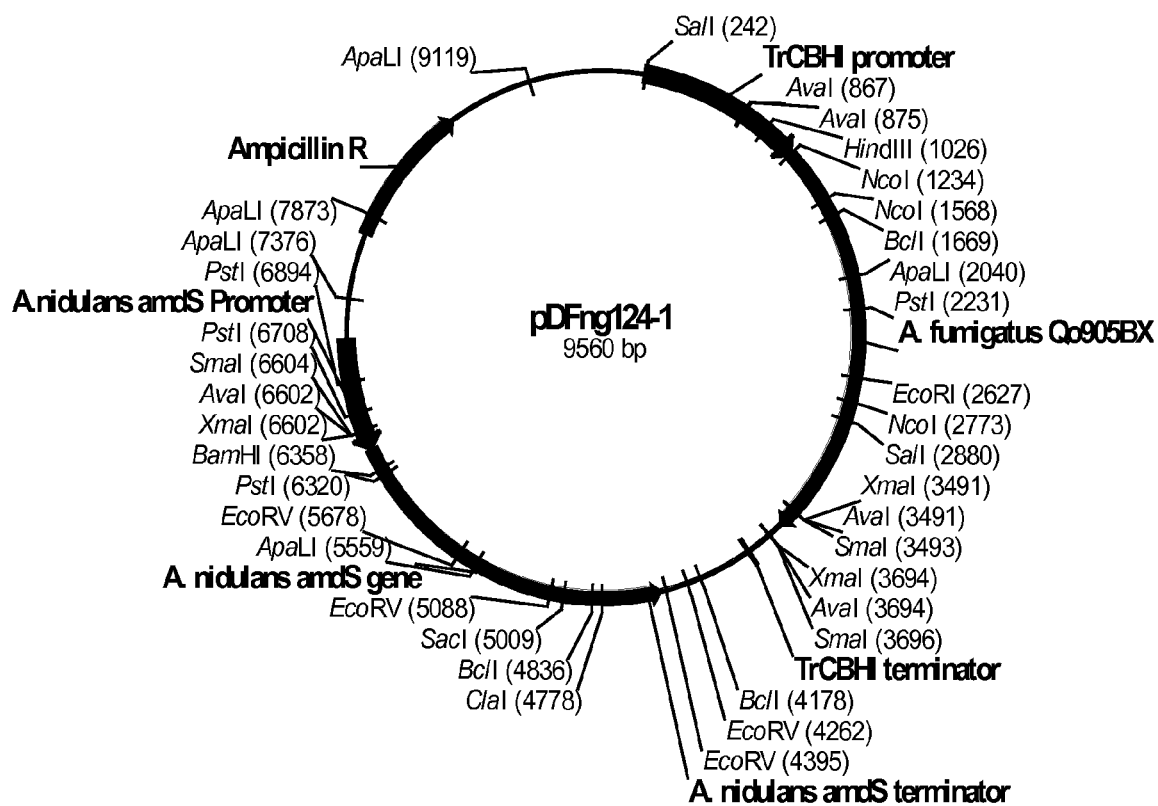 SalI (242)
TrCBHI promoter
AvaI (867)
AvaI (875)
HindIII (1026)
NcoI (1234)
NcoI (1568)
BclI (1669)
ApaLI (2040)
PstI (2231)
A. fumigatus Qo905BX
EcoRI (2627)
NcoI (2773)
SalI (2880)
XmaI (3491)
AvaI (3491)
SmaI (3493)
XmaI (3694)
AvaI (3694)
SmaI (3696)
TrCBHI terminator
BclI (4178)
EcoRV (4262)
EcoRV (4395)
A. nidulans amdS terminator
ClaI (4778)
BclI (4836)
SacI (5009)
EcoRV (5088)
A. nidulans amdS gene
ApaLI (5559)
EcoRV (5678)
PstI (6320)
BamHI (6358)
XmaI (6602)
AvaI (6602)
SmaI (6604)
PstI (6708)
A.nidulans amdS Promoter
PstI (6894)
ApaLI (7376)
ApaLI (7873)
Ampicillin R
ApaLI (9119)
pDFng124-1
9560 bp